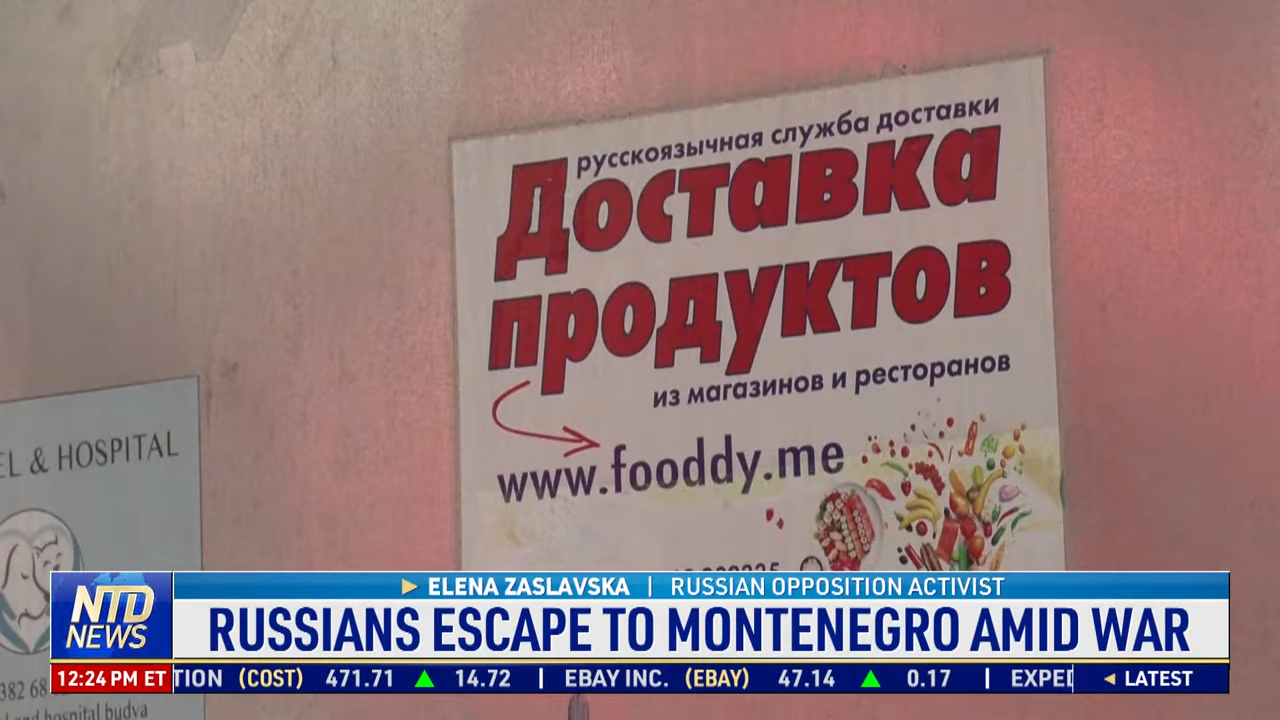 русскоязычная служба доставки
Доставка
продуктов
из магазинов и ресторанов
www.fooddy.me
& HOSPITAL
hospital budva
ELENA ZASLAVSKA | RUSSIAN OPPOSITION ACTIVIST
NTD
NEWS
RUSSIANS ESCAPE TO MONTENEGRO AMID WAR
12:24 PM ET
(COST) 471.71 ▲ 14.72 | EBAY INC. (EBAY) 47.14 ▲ 0.17 |
◄ LATEST